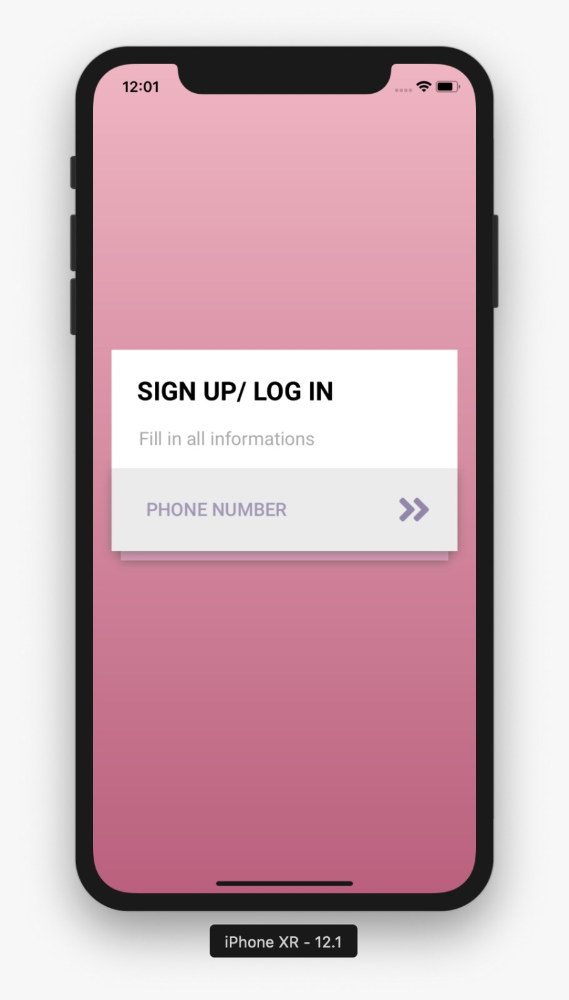 12:01
SIGN UP/ LOG IN
Fill in all informations
PHONE NUMBER
iPhone XR - 12.1